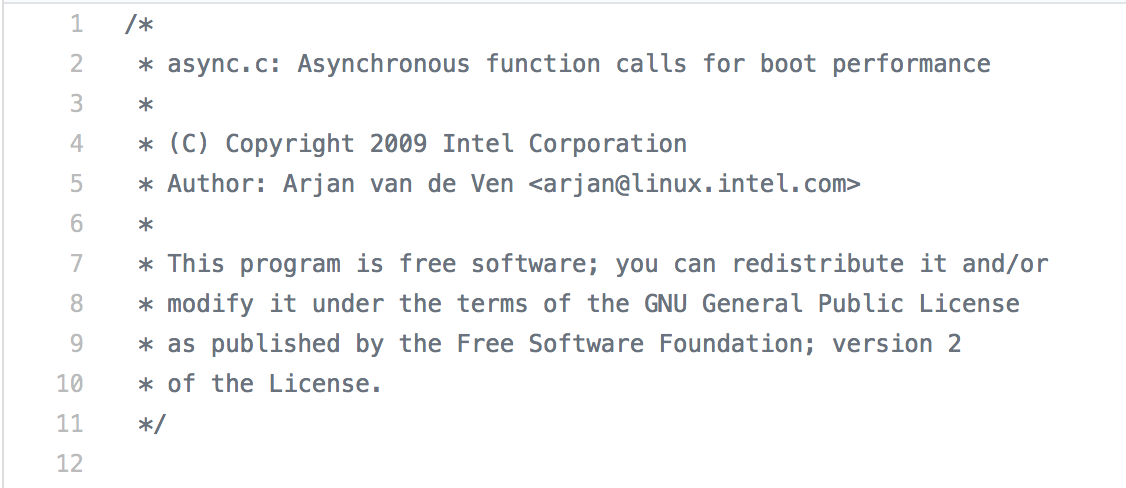 1 /*
2 * async.c: Asynchronous function calls for boot performance
3 *
4 * (C) Copyright 2009 Intel Corporation
5 * Author: Arjan van de Ven <arjan@linux.intel.com>
6 *
7 * This program is free software; you can redistribute it and/or
8 * modify it under the terms of the GNU General Public License
9 * as published by the Free Software Foundation; version 2
10 * of the License.
11 */
12